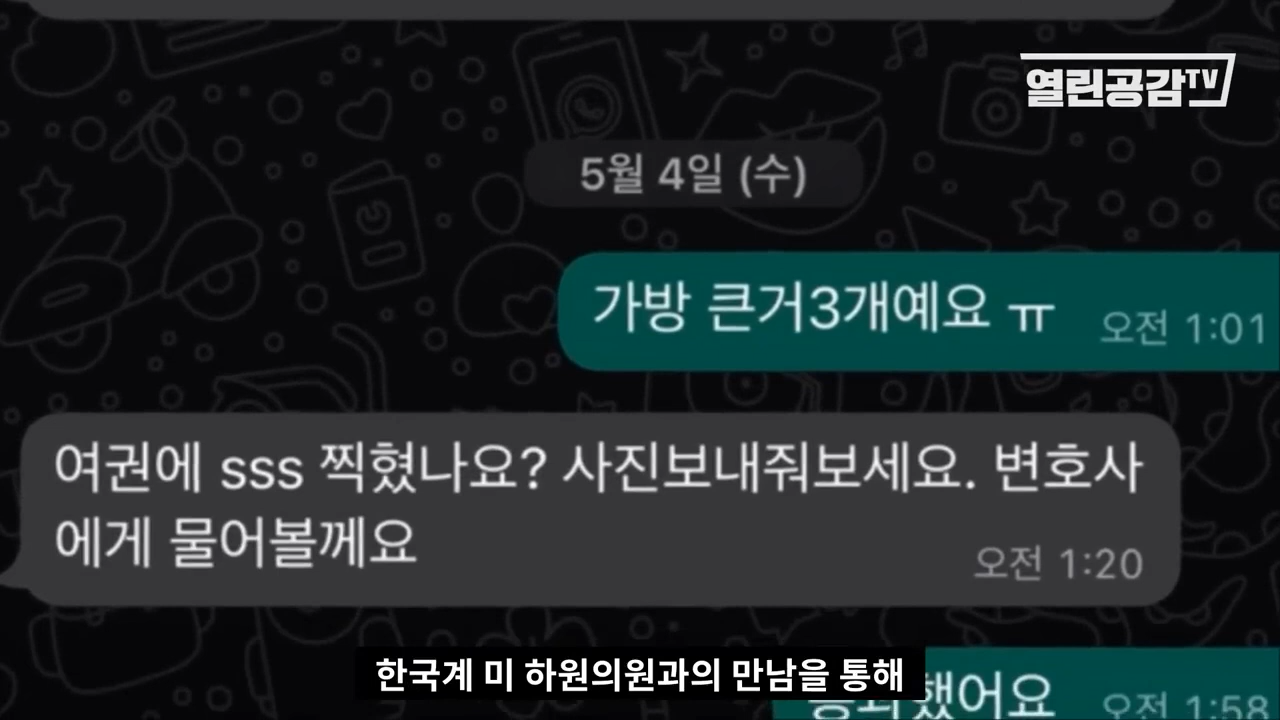 열린공감TV
5월 4일 (수)
가방 큰거3개예요 ㅠ
오전 1:01
여권에 sss 찍혔나요? 사진보내줘보세요. 변호사
에게 물어볼께요
오전 1:20
한국계 미 하원의원과의 만남을 통해
했어요
오전 1:58